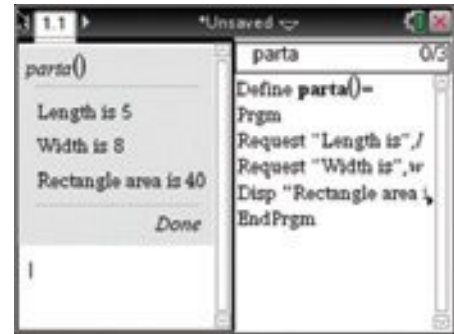 1.1 *Unsaved
parta()
Length is 5
Width is 8
Rectangle area is 40
Done
parta 0/3
Define parta()=
Prgm
Request "Length is",l
Request "Width is",w
Disp "Rectangle area i
EndPrgm